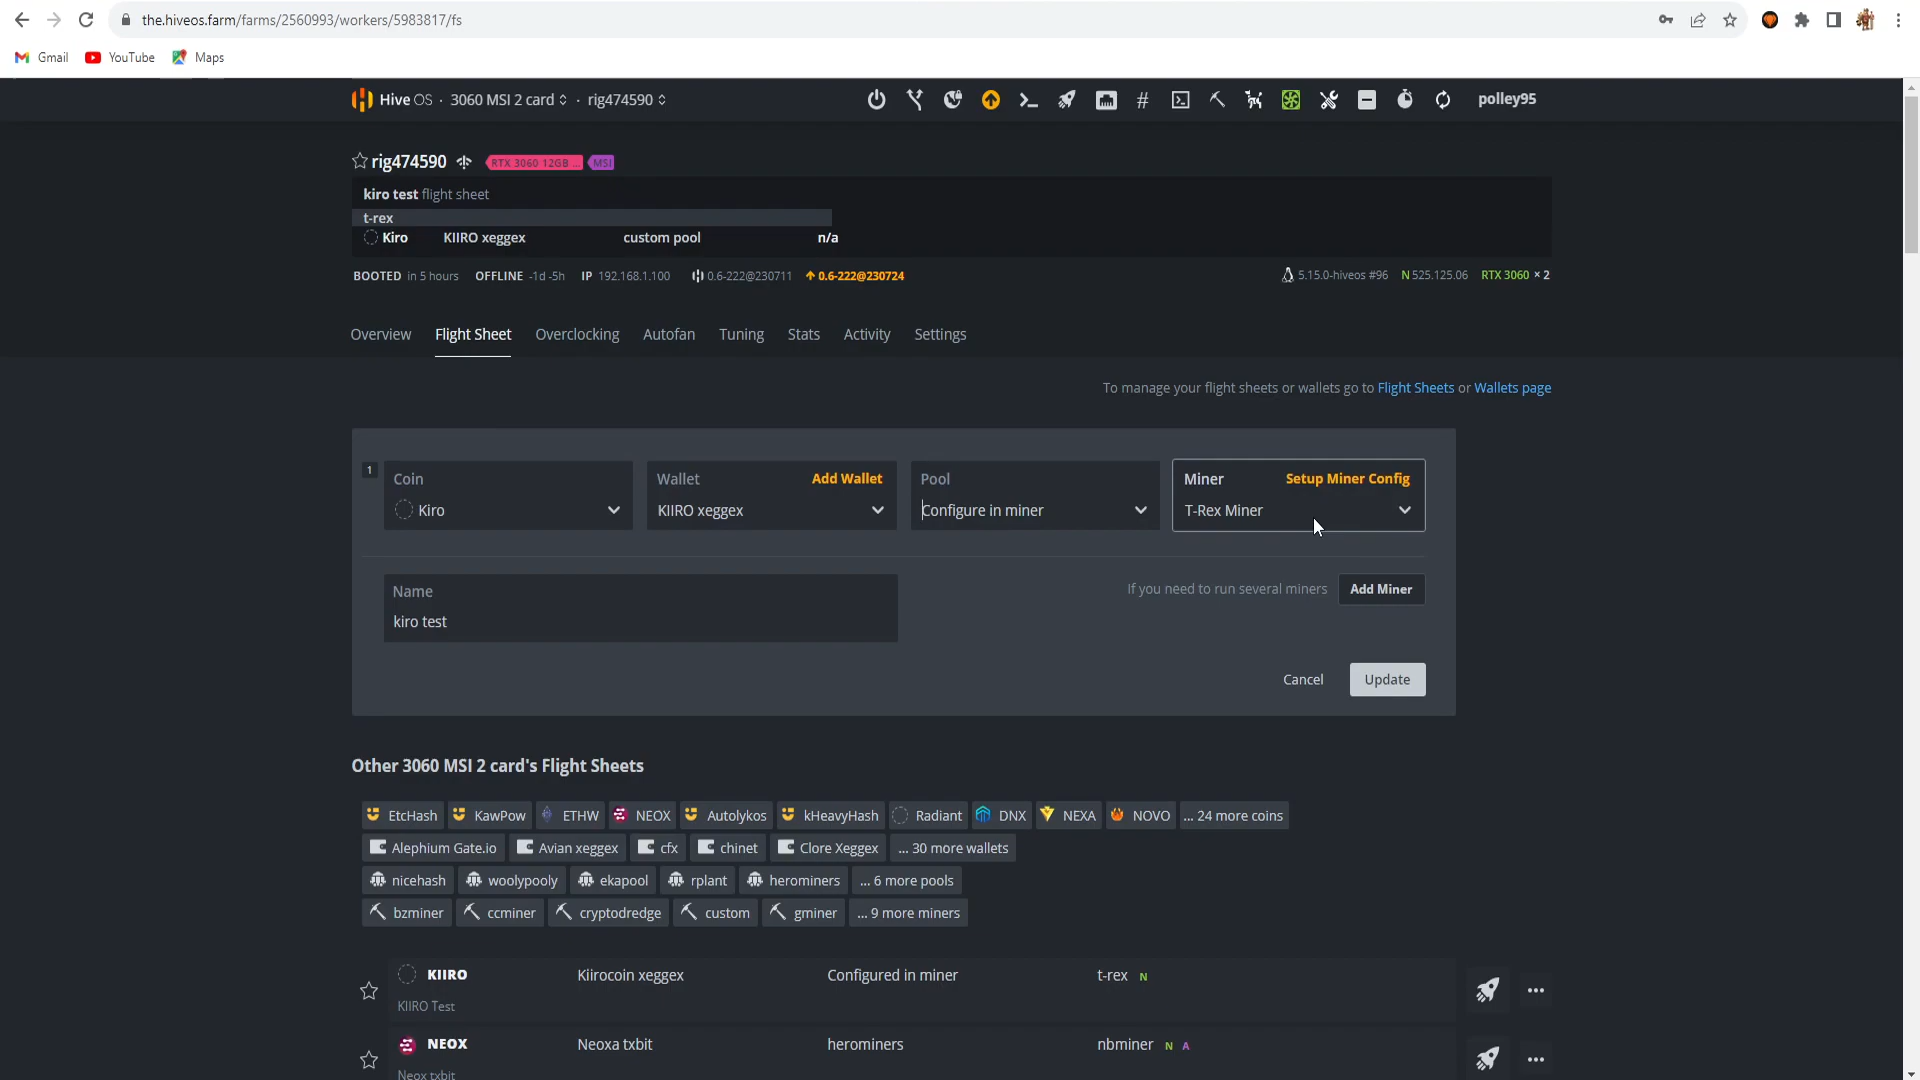 the.hiveos.farm/farms/2560993/workers/5983817/fs
Gmail YouTube Maps
Hive OS · 3060 MSI 2 card · rig474590 polley95
rig474590 RTX 3060 12GB ... MSI
kiro test flight sheet
t-rex
Kiro KIIRO xeggex custom pool n/a
BOOTED in 5 hours OFFLINE -1d -5h IP 192.168.1.100 0.6-222@230711 0.6-222@230724 5.15.0-hiveos #96 N 525.125.06 RTX 3060 × 2
Overview Flight Sheet Overclocking Autofan Tuning Stats Activity Settings
To manage your flight sheets or wallets go to Flight Sheets or Wallets page
1 Coin Wallet Add Wallet Pool Miner Setup Miner Config
Kiro KIIRO xeggex Configure in miner T-Rex Miner
Name If you need to run several miners Add Miner
kiro test
Cancel Update
Other 3060 MSI 2 card's Flight Sheets
EtcHash KawPow ETHW NEOX Autolykos kHeavyHash Radiant DNX NEXA NOVO ... 24 more coins
Alephium Gate.io Avian xeggex cfx chinet Clore Xeggex ... 30 more wallets
nicehash woolypooly ekapool rplant herominers ... 6 more pools
bzminer ccminer cryptodredge custom gminer ... 9 more miners
KIIRO Kiirocoin xeggex Configured in miner t-rex N
KIIRO Test
NEOX Neoxa txbit herominers nbminer N A
Neox txbit